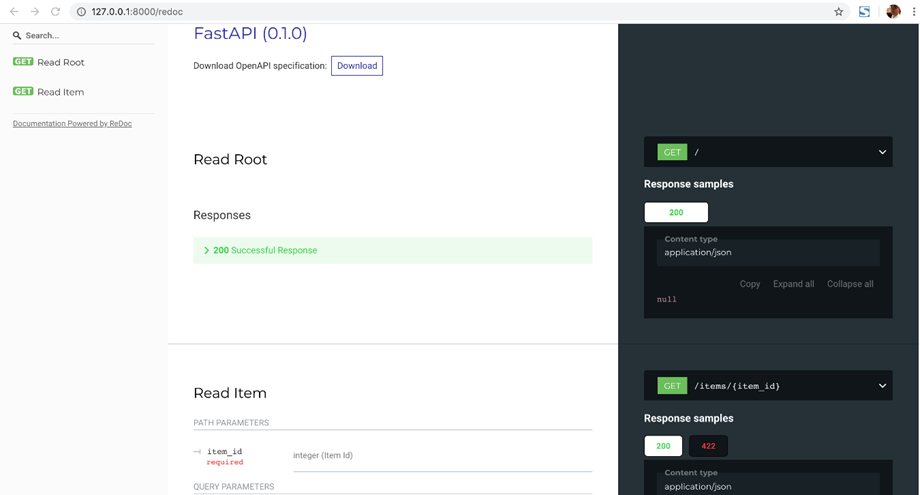 127.0.0.1:8000/redoc
Search...
GET Read Root
GET Read Item
Documentation Powered by ReDoc
FastAPI (0.1.0)
Download OpenAPI specification: Download
Read Root
Responses
200 Successful Response
GET /
Response samples
200
Content type
application/json
Copy Expand all Collapse all
null
Read Item
PATH PARAMETERS
item_id integer (Item Id)
required
QUERY PARAMETERS
GET /items/{item_id}
Response samples
200 422
Content type
application/json